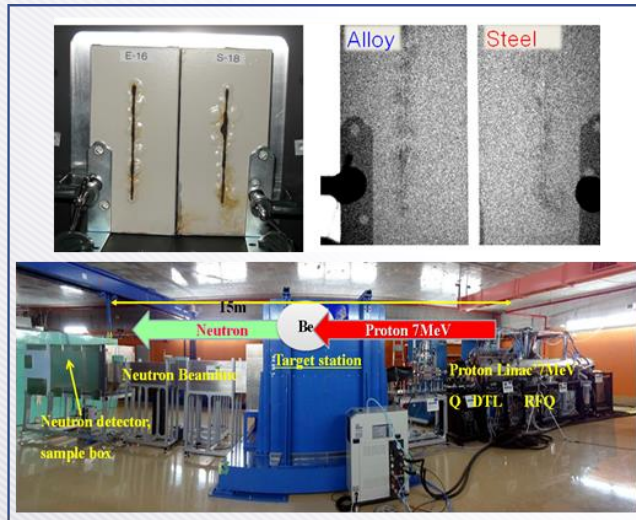 E-16
S-18
Alloy
Steel
15m
Neutron
Be
Proton 7MeV
Target station
Neutron Beamline
Proton Linac 7MeV
Q DTL RFQ
Neutron detector,
sample box